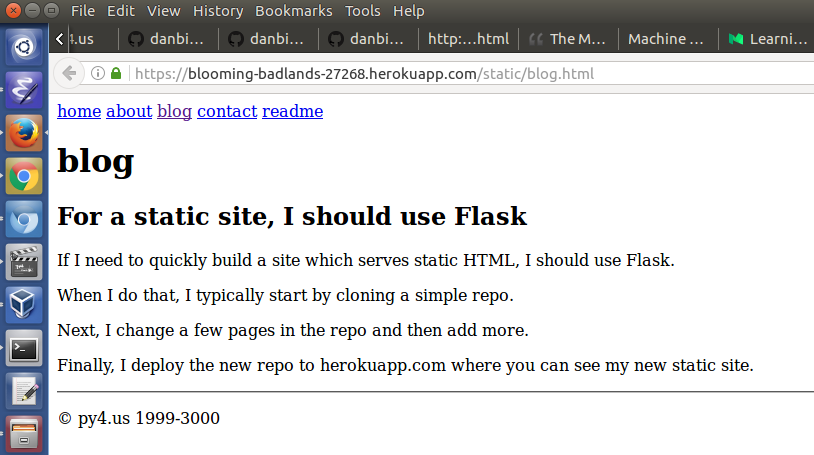 File Edit View History Bookmarks Tools Help
4.us danbi... danbi... danbi... http:...html The M... Machine ... Learni...
https://blooming-badlands-27268.herokuapp.com/static/blog.html
home about blog contact readme
blog
For a static site, I should use Flask
If I need to quickly build a site which serves static HTML, I should use Flask.
When I do that, I typically start by cloning a simple repo.
Next, I change a few pages in the repo and then add more.
Finally, I deploy the new repo to herokuapp.com where you can see my new static site.
© py4.us 1999-3000